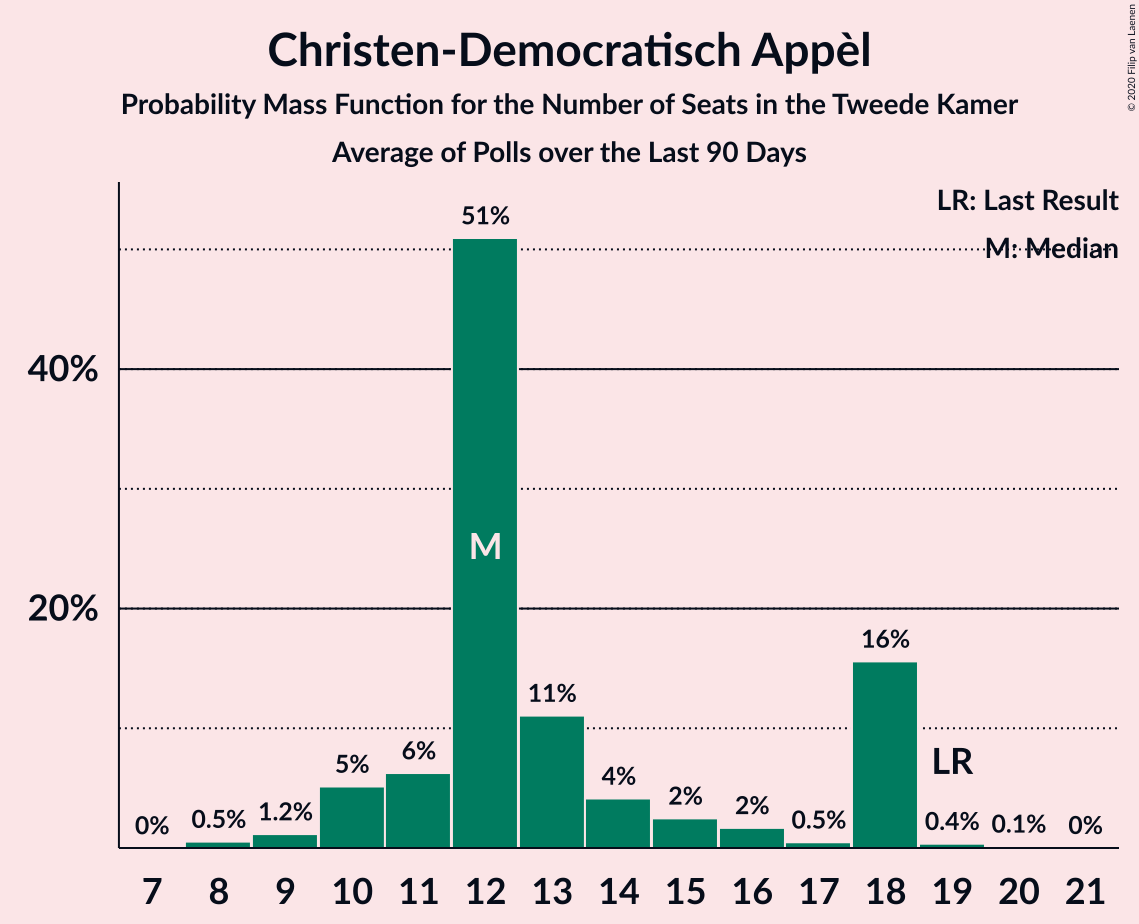 Christen-Democratisch Appèl
Probability Mass Function for the Number of Seats in the Tweede Kamer
Average of Polls over the Last 90 Days
© 2020 Filip van Laenen
LR: Last Result
M: Median
40%
20%
0%
0.5%
1.2%
5%
6%
51%
M
11%
4%
2%
2%
0.5%
16%
LR
0.4%
0.1%
0%
7 8 9 10 11 12 13 14 15 16 17 18 19 20 21